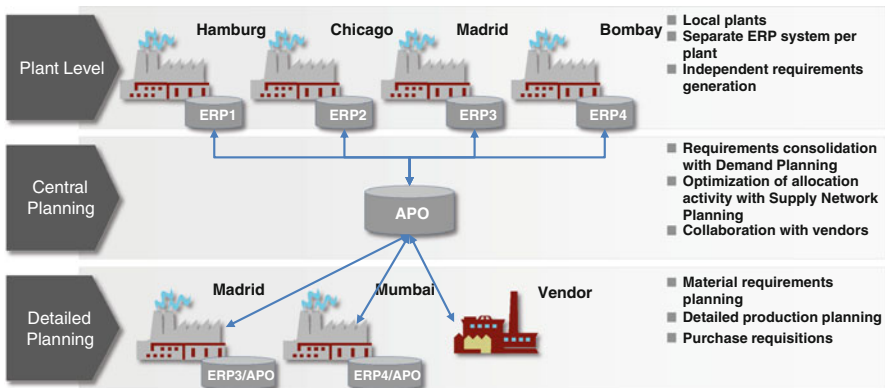 Plant Level
Hamburg
Chicago
Madrid
Bombay
ERP1
ERP2
ERP3
ERP4
Local plants
Separate ERP system per
plant
Independent requirements
generation
Central
Planning
APO
Requirements consolidation
with Demand Planning
Optimization of allocation
activity with Supply Network
Planning
Collaboration with vendors
Detailed
Planning
Madrid
Mumbai
Vendor
ERP3/APO
ERP4/APO
Material requirements
planning
Detailed production planning
Purchase requisitions